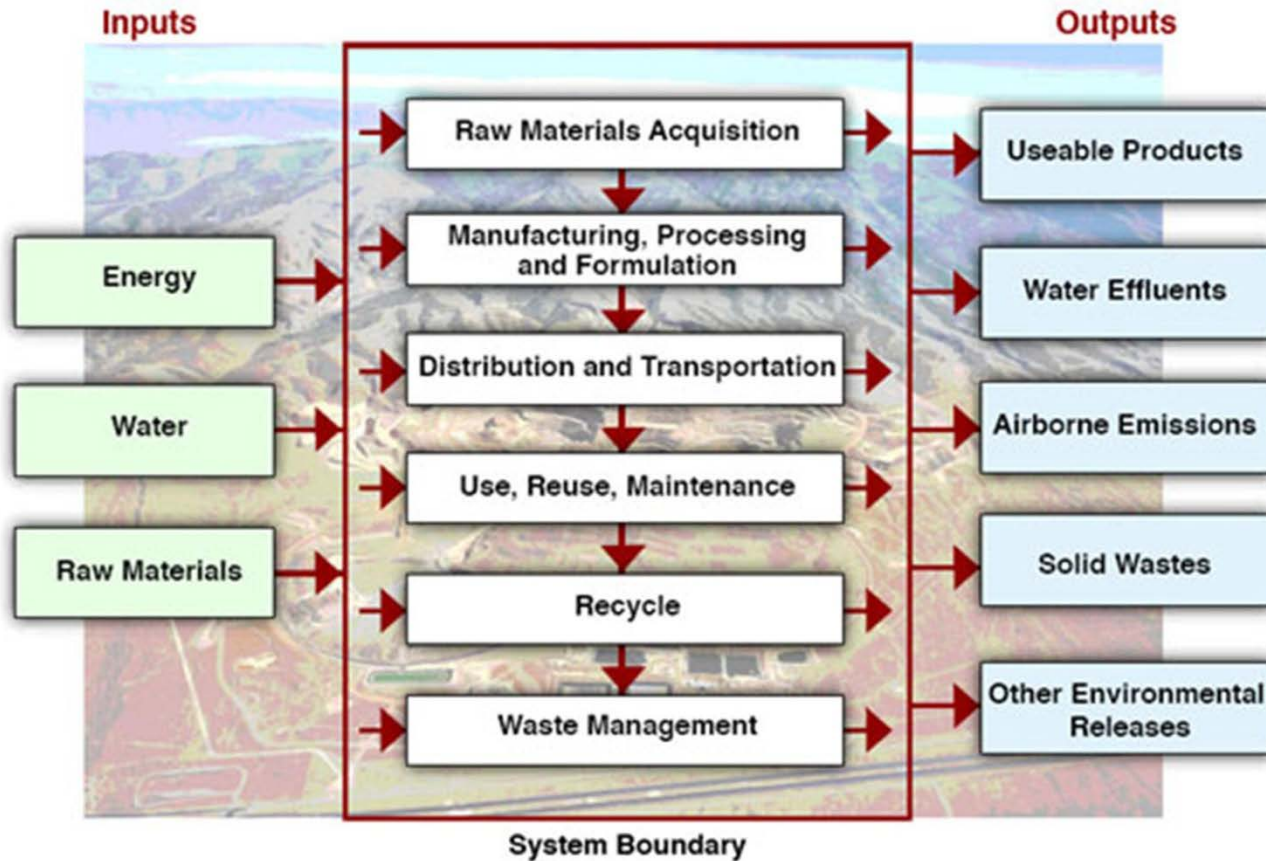 Inputs
Outputs
Energy
Water
Raw Materials
Raw Materials Acquisition
Manufacturing, Processing
and Formulation
Distribution and Transportation
Use, Reuse, Maintenance
Recycle
Waste Management
Useable Products
Water Effluents
Airborne Emissions
Solid Wastes
Other Environmental
Releases
System Boundary